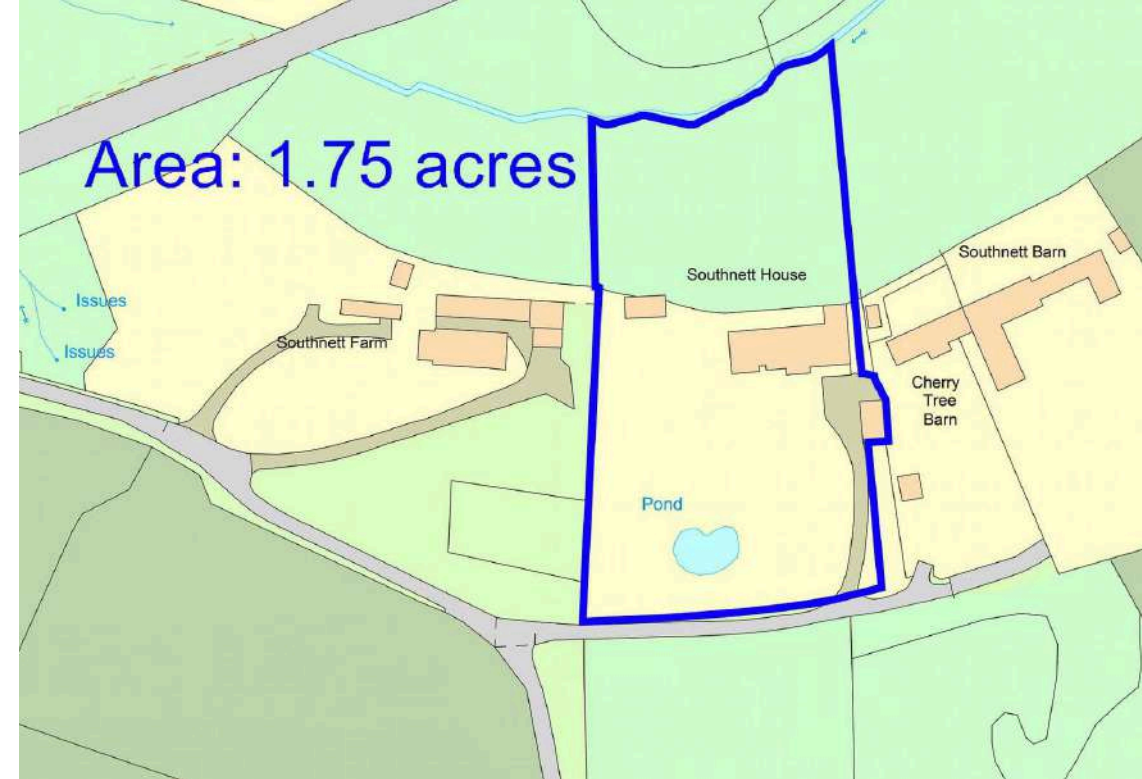 Area: 1.75 acres
Southnett Barn
Southnett House
Issues
Southnett Farm
Issues
Cherry
Tree
Barn
Pond